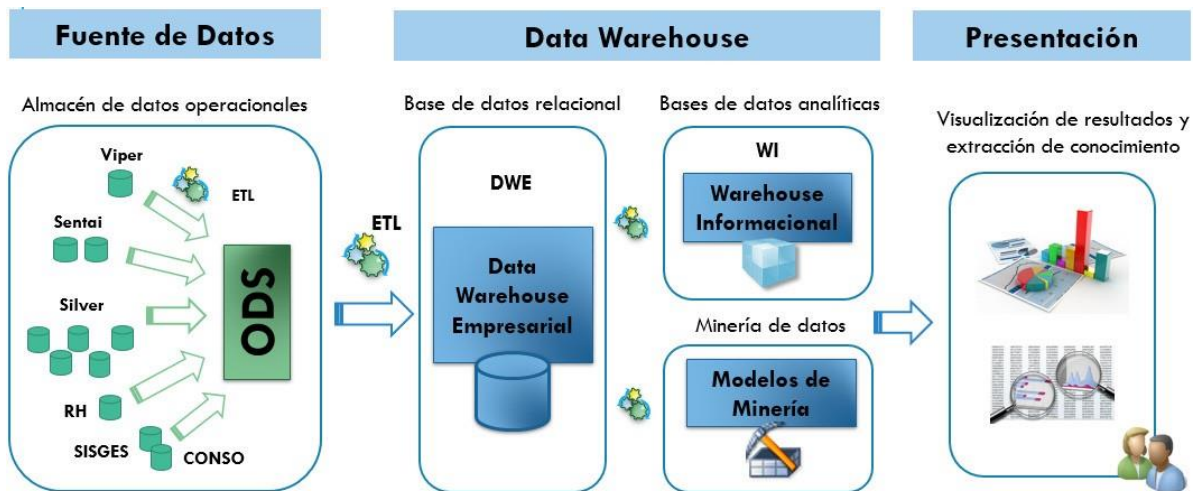 Fuente de Datos
Data Warehouse
Presentación
Almacén de datos operacionales
Viper
ETL
Sentai
Silver
RH
SISGES
CONSO
ODS
ETL
Base de datos relacional
DWE
Data
Warehouse
Empresarial
Bases de datos analíticas
WI
Warehouse
Informacional
Minería de datos
Modelos de
Minería
Visualización de resultados y
extracción de conocimiento